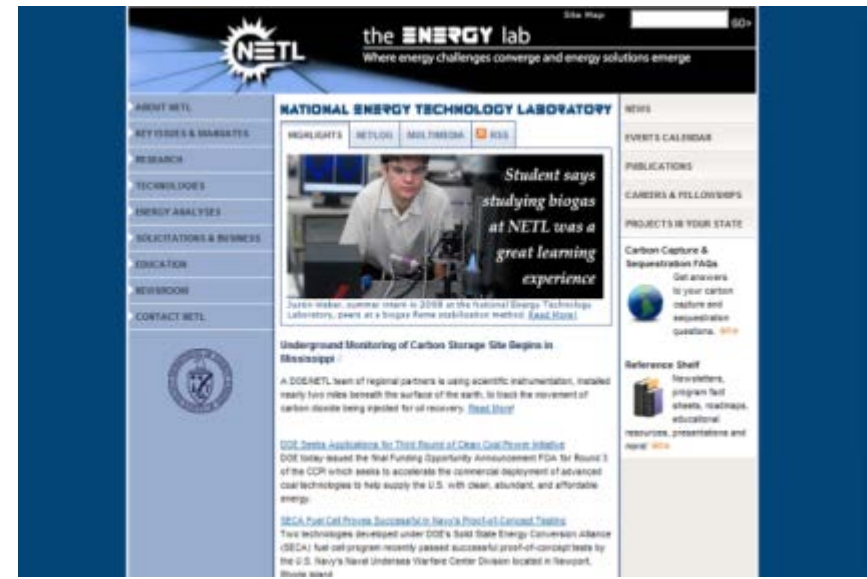 Site Map
GO»
NETL
the ENERGY lab
Where energy challenges converge and energy solutions emerge
ABOUT NETL
KEY ISSUES & MANDATES
RESEARCH
TECHNOLOGIES
ENERGY ANALYSES
SOLICITATIONS & BUSINESS
EDUCATION
NEWSROOM
CONTACT NETL
NATIONAL ENERGY TECHNOLOGY LABORATORY
HIGHLIGHTS NETLOG MULTIMEDIA RSS
Student says
studying biogas
at NETL was a
great learning
experience
Justin Weber, summer intern in 2008 at the National Energy Technology
Laboratory, peers at a biogas flame stabilization method. Read More!
Underground Monitoring of Carbon Storage Site Begins in
Mississippi
A DOE/NETL team of regional partners is using scientific instrumentation, installed
nearly two miles beneath the surface of the earth, to track the movement of
carbon dioxide being injected for oil recovery. Read More!
DOE Seeks Applications for Third Round of Clean Coal Power Initiative
DOE today issued the final Funding Opportunity Announcement FOA for Round 3
of the CCPI which seeks to accelerate the commercial deployment of advanced
coal technologies to help supply the U.S. with clean, abundant, and affordable
energy.
SECA Fuel Cell Proves Successful in Navy's Proof-of-Concept Testing
Two technologies developed under DOE's Solid State Energy Conversion Alliance
(SECA) fuel cell program recently passed successful proof-of-concept tests by
the U.S. Navy's Naval Undersea Warfare Center Division located in Newport,
Rhode Island
NEWS
EVENTS CALENDAR
PUBLICATIONS
CAREERS & FELLOWSHIPS
PROJECTS IN YOUR STATE
Carbon Capture &
Sequestration FAQs
Get answers
to your carbon
capture and
sequestration
questions.
Reference Shelf
Newsletters,
program fact
sheets, roadmaps,
educational
resources, presentations and
more!